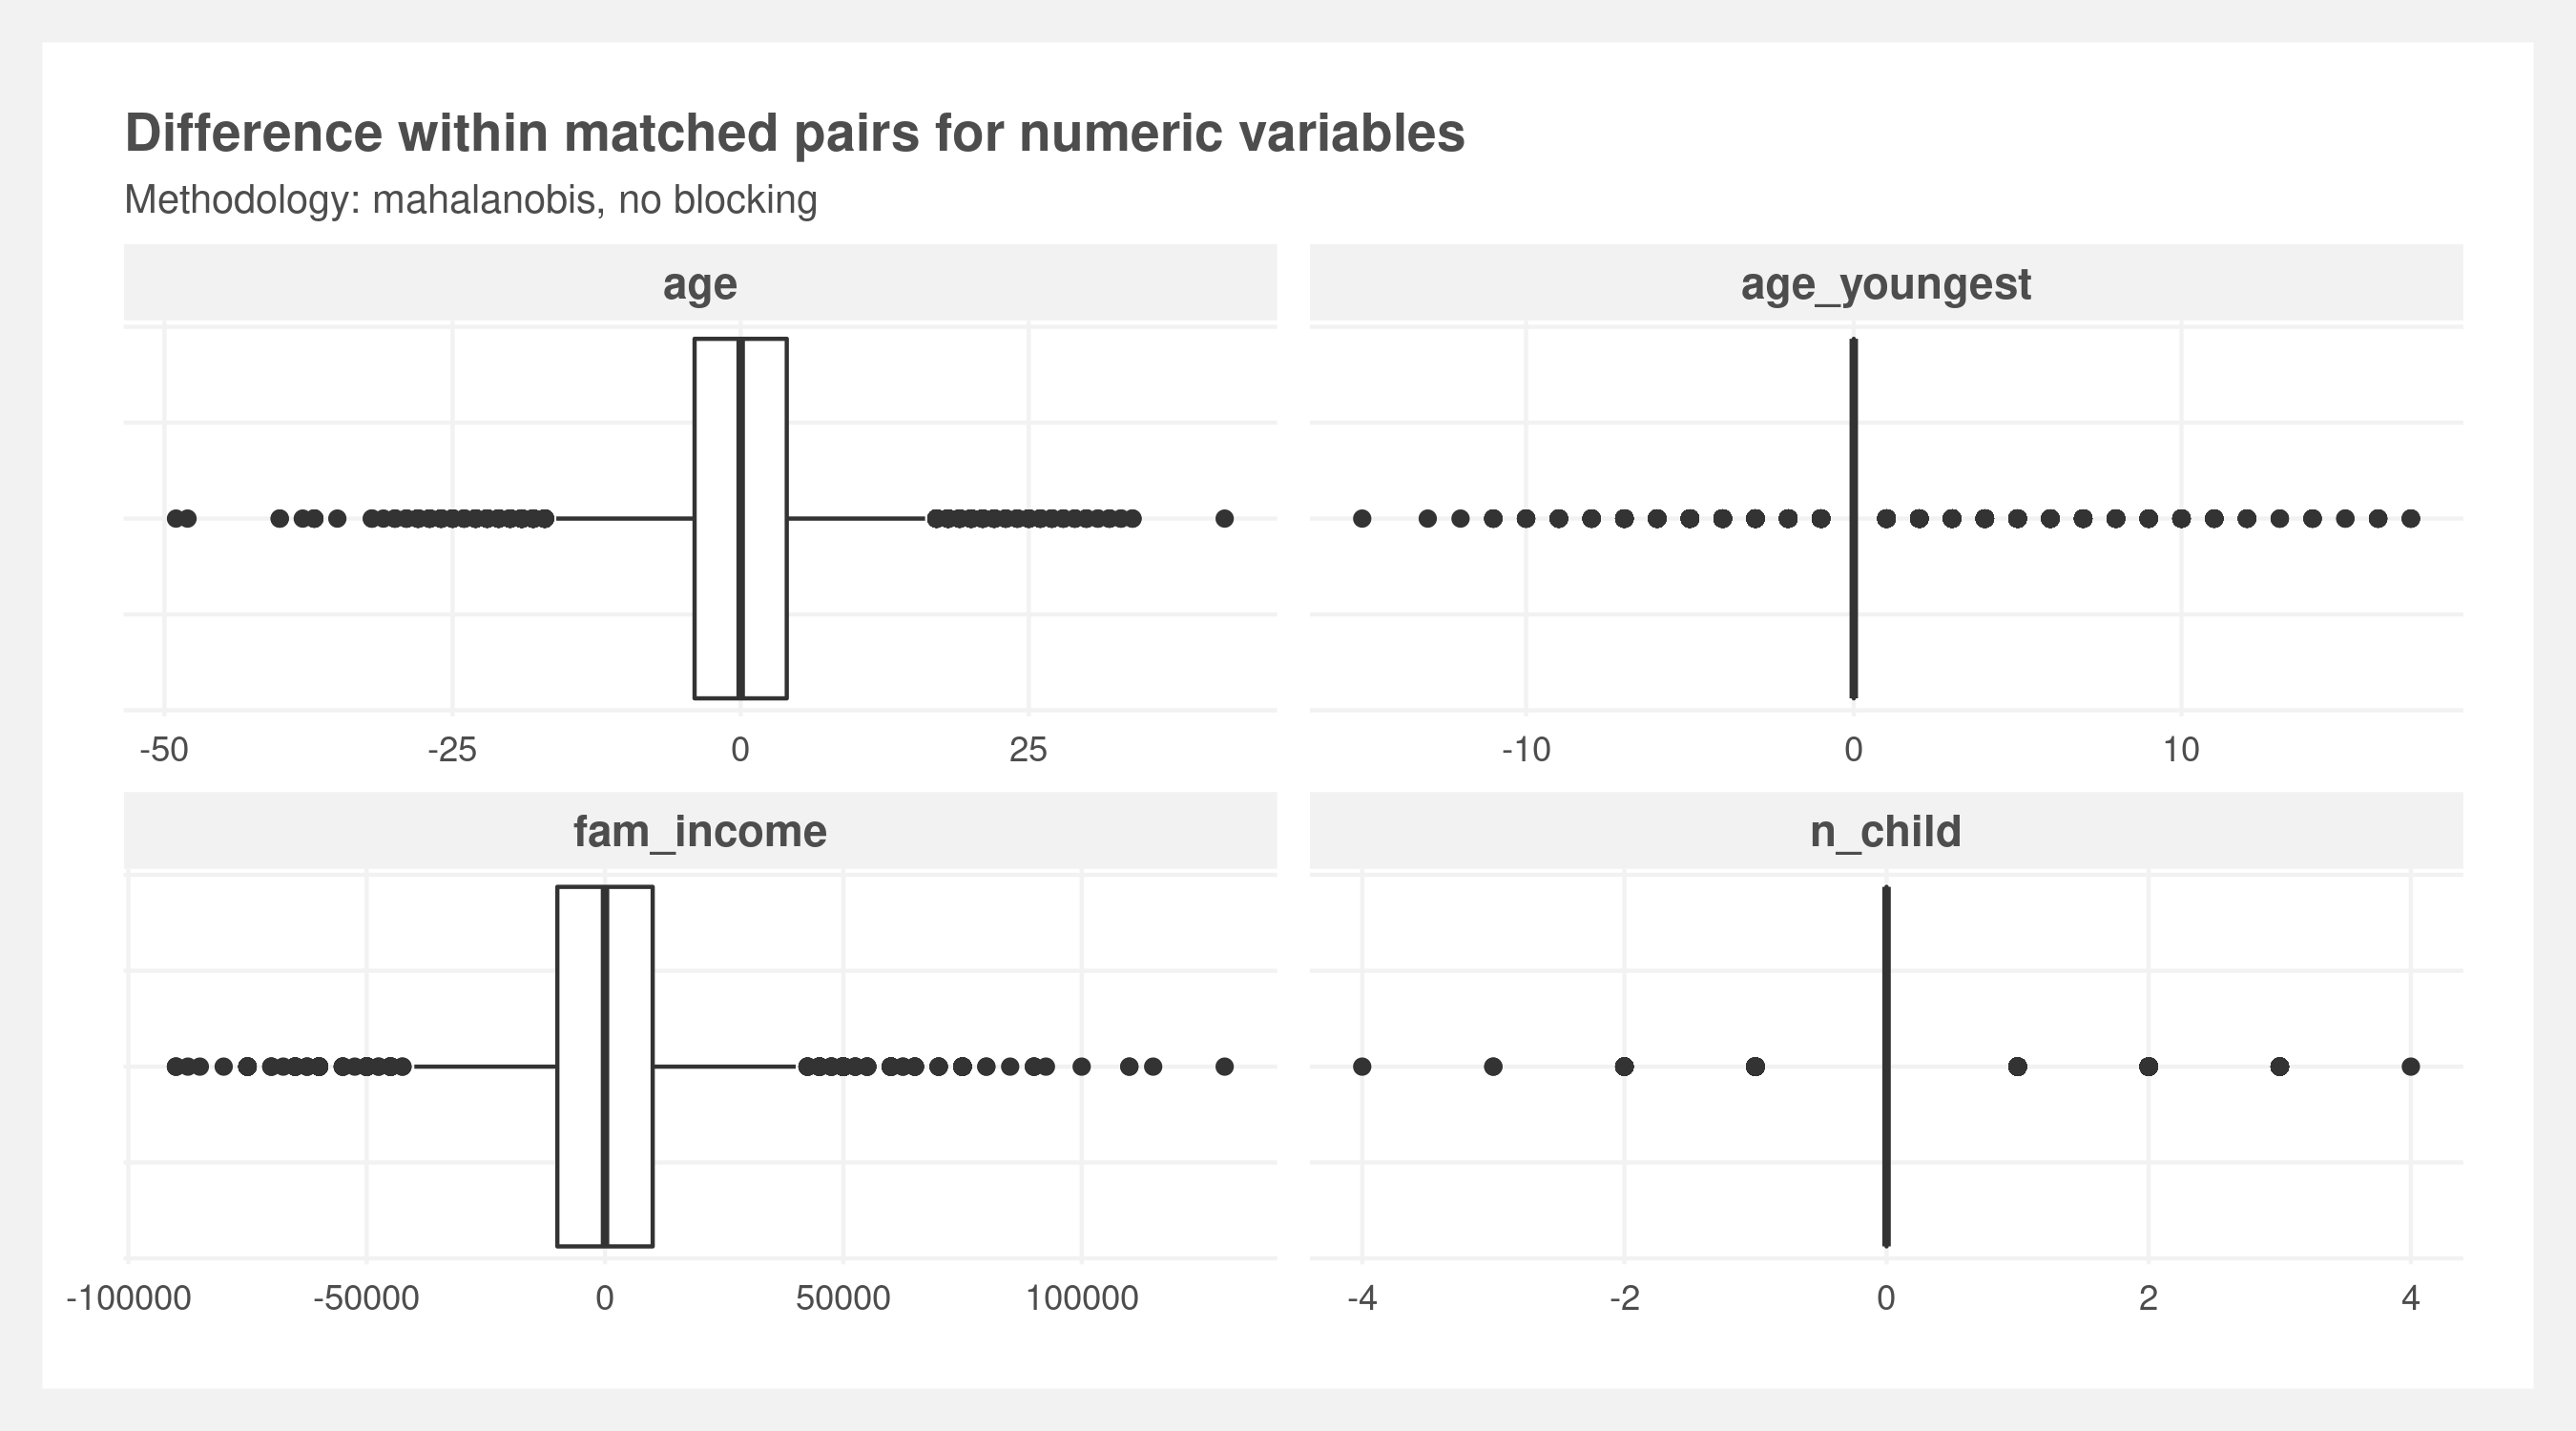 Difference within matched pairs for numeric variables
Methodology: mahalanobis, no blocking
age
-50 -25 0 25
age_youngest
-10 0 10
fam_income
-100000 -50000 0 50000 100000
n_child
-4 -2 0 2 4